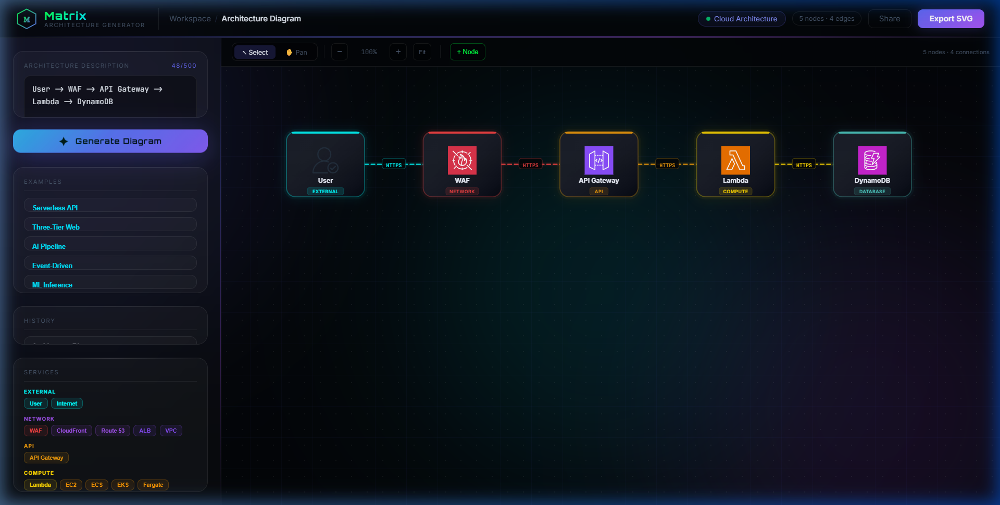 M
Matrix
ARCHITECTURE GENERATOR
Workspace / Architecture Diagram
Cloud Architecture
5 nodes · 4 edges
Share
Export SVG
ARCHITECTURE DESCRIPTION
48/500
User → WAF → API Gateway →
Lambda → DynamoDB
Generate Diagram
EXAMPLES
Serverless API
Three-Tier Web
AI Pipeline
Event-Driven
ML Inference
HISTORY
SERVICES
EXTERNAL
User
Internet
NETWORK
WAF
CloudFront
Route 53
ALB
VPC
API
API Gateway
COMPUTE
Lambda
EC2
ECS
EKS
Fargate
Select
Pan
−
100%
+
Fit
+ Node
5 nodes · 4 connections
User
EXTERNAL
HTTPS
WAF
NETWORK
HTTPS
API Gateway
API
HTTPS
Lambda
COMPUTE
HTTPS
DynamoDB
DATABASE